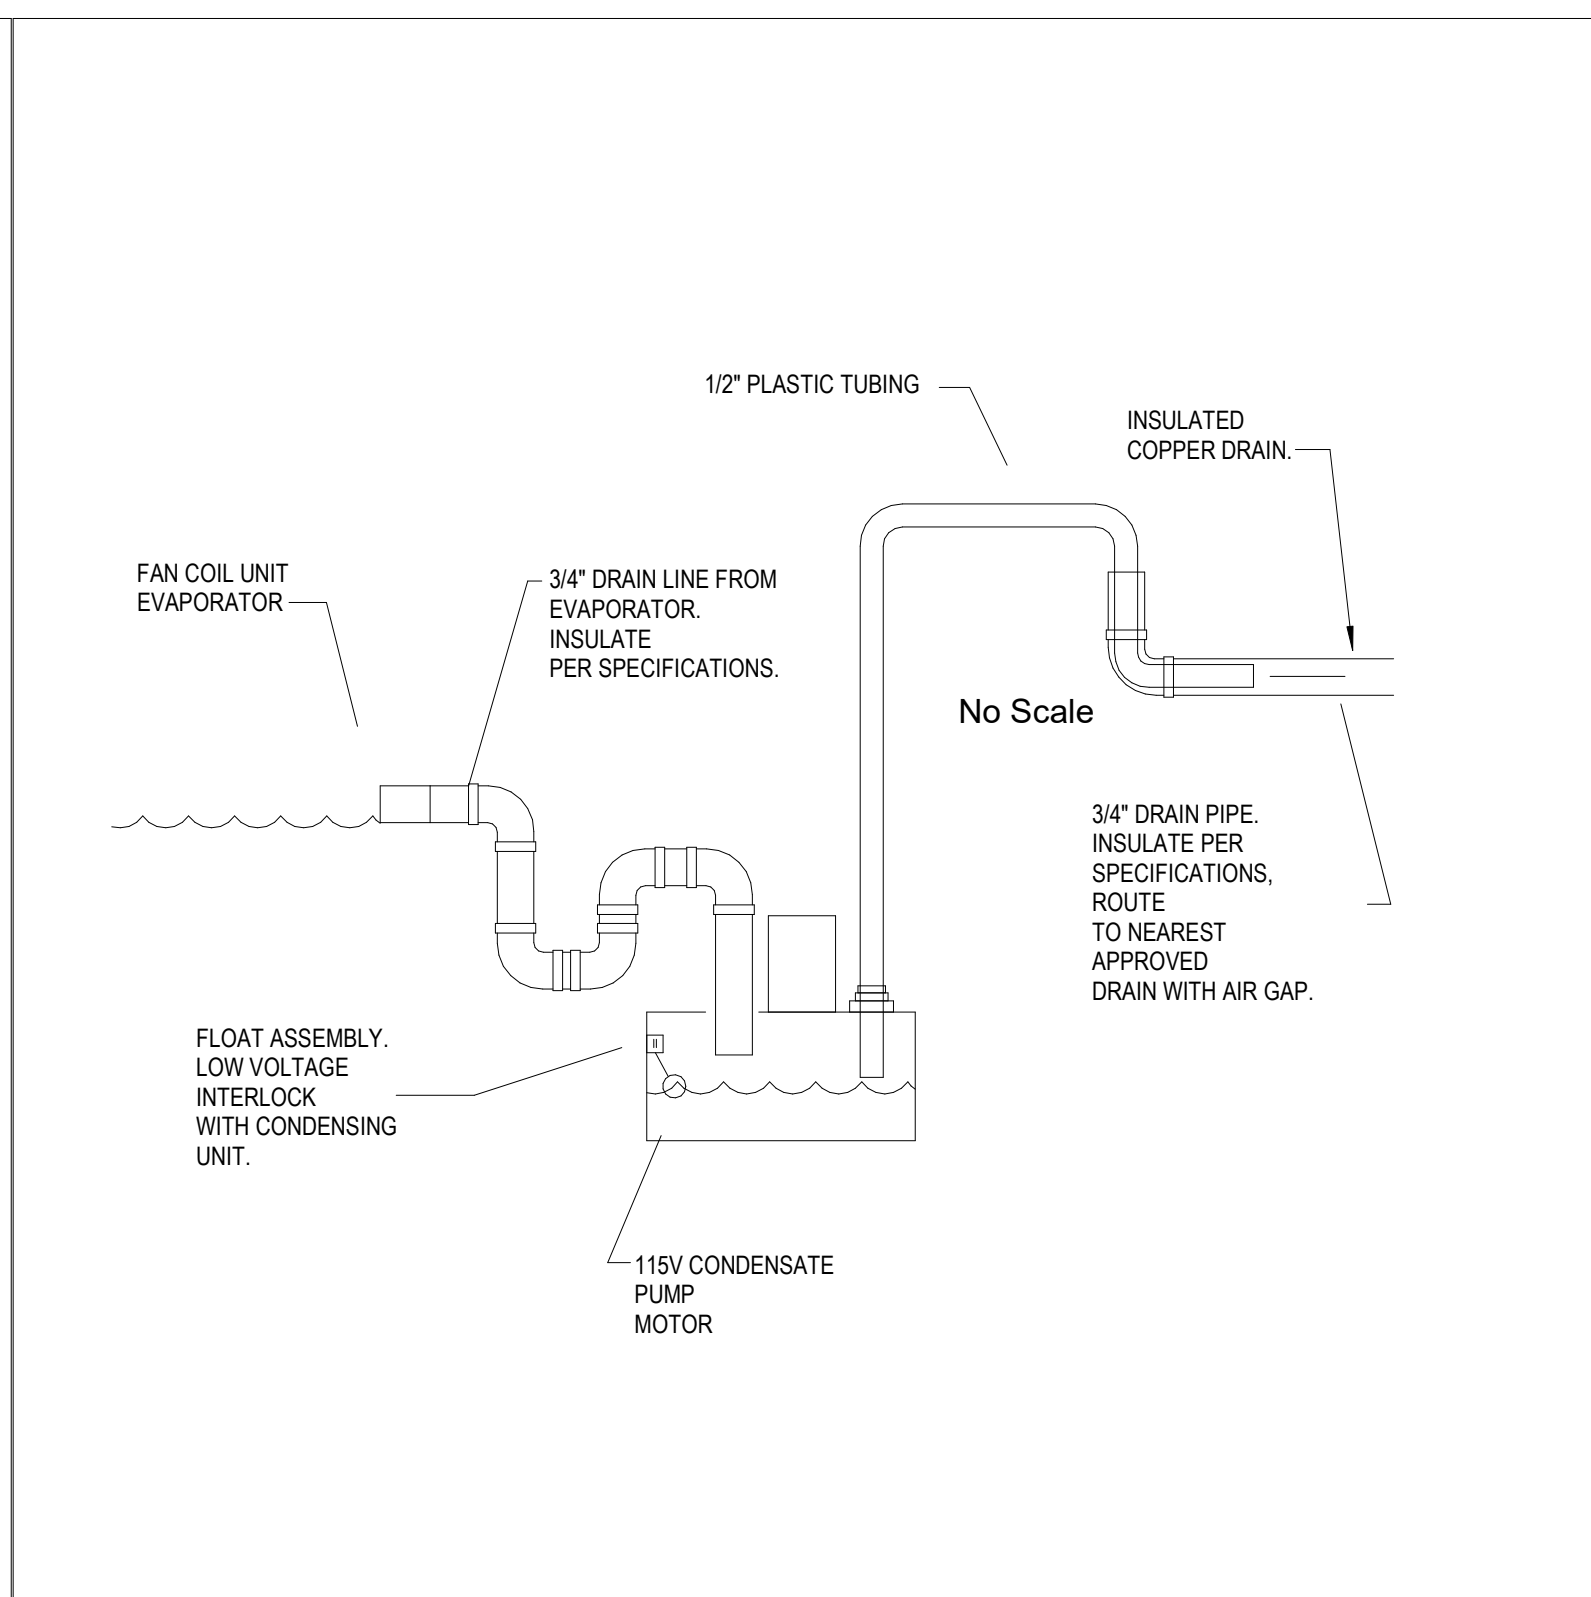 1/2" PLASTIC TUBING
INSULATED
COPPER DRAIN.
FAN COIL UNIT
EVAPORATOR
3/4" DRAIN LINE FROM
EVAPORATOR.
INSULATE
PER SPECIFICATIONS.
No Scale
3/4" DRAIN PIPE.
INSULATE PER
SPECIFICATIONS,
ROUTE
TO NEAREST
APPROVED
DRAIN WITH AIR GAP.
FLOAT ASSEMBLY.
LOW VOLTAGE
INTERLOCK
WITH CONDENSING
UNIT.
115V CONDENSATE
PUMP
MOTOR